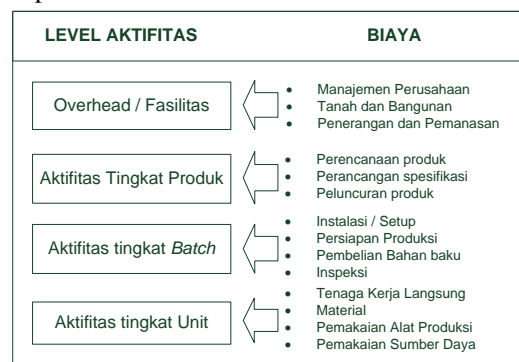 LEVEL AKTIFITAS
BIAYA
Overhead / Fasilitas
• Manajemen Perusahaan
• Tanah dan Bangunan
• Penerangan dan Pemanasan
Aktifitas Tingkat Produk
• Perencanaan produk
• Perancangan spesifikasi
• Peluncuran produk
Aktifitas tingkat Batch
• Instalasi / Setup
• Persiapan Produksi
• Pembelian Bahan baku
• Inspeksi
Aktifitas tingkat Unit
• Tenaga Kerja Langsung
• Material
• Pemakaian Alat Produksi
• Pemakaian Sumber Daya